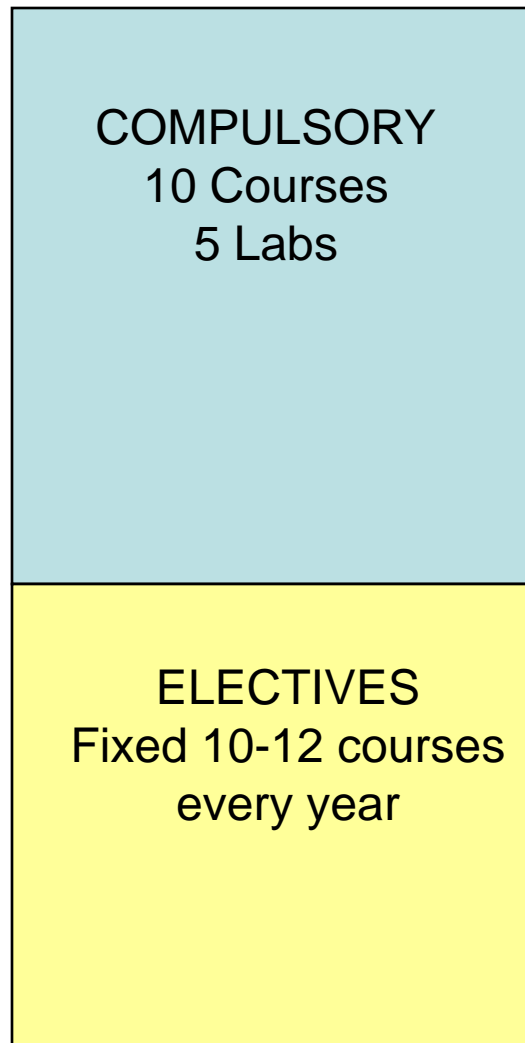 COMPULSORY
10 Courses
5 Labs
ELECTIVES
Fixed 10-12 courses
every year